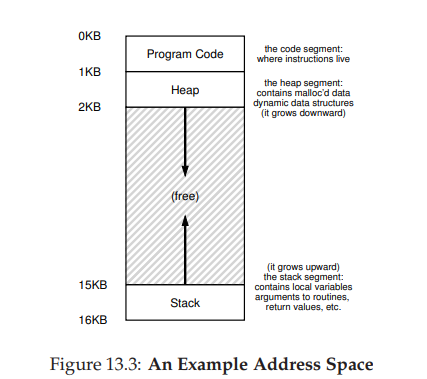 0KB
Program Code
the code segment:
where instructions live
1KB
Heap
the heap segment:
contains malloc'd data
dynamic data structures
(it grows downward)
2KB
(free)
(it grows upward)
the stack segment:
contains local variables
arguments to routines,
return values, etc.
15KB
Stack
16KB
Figure 13.3: An Example Address Space